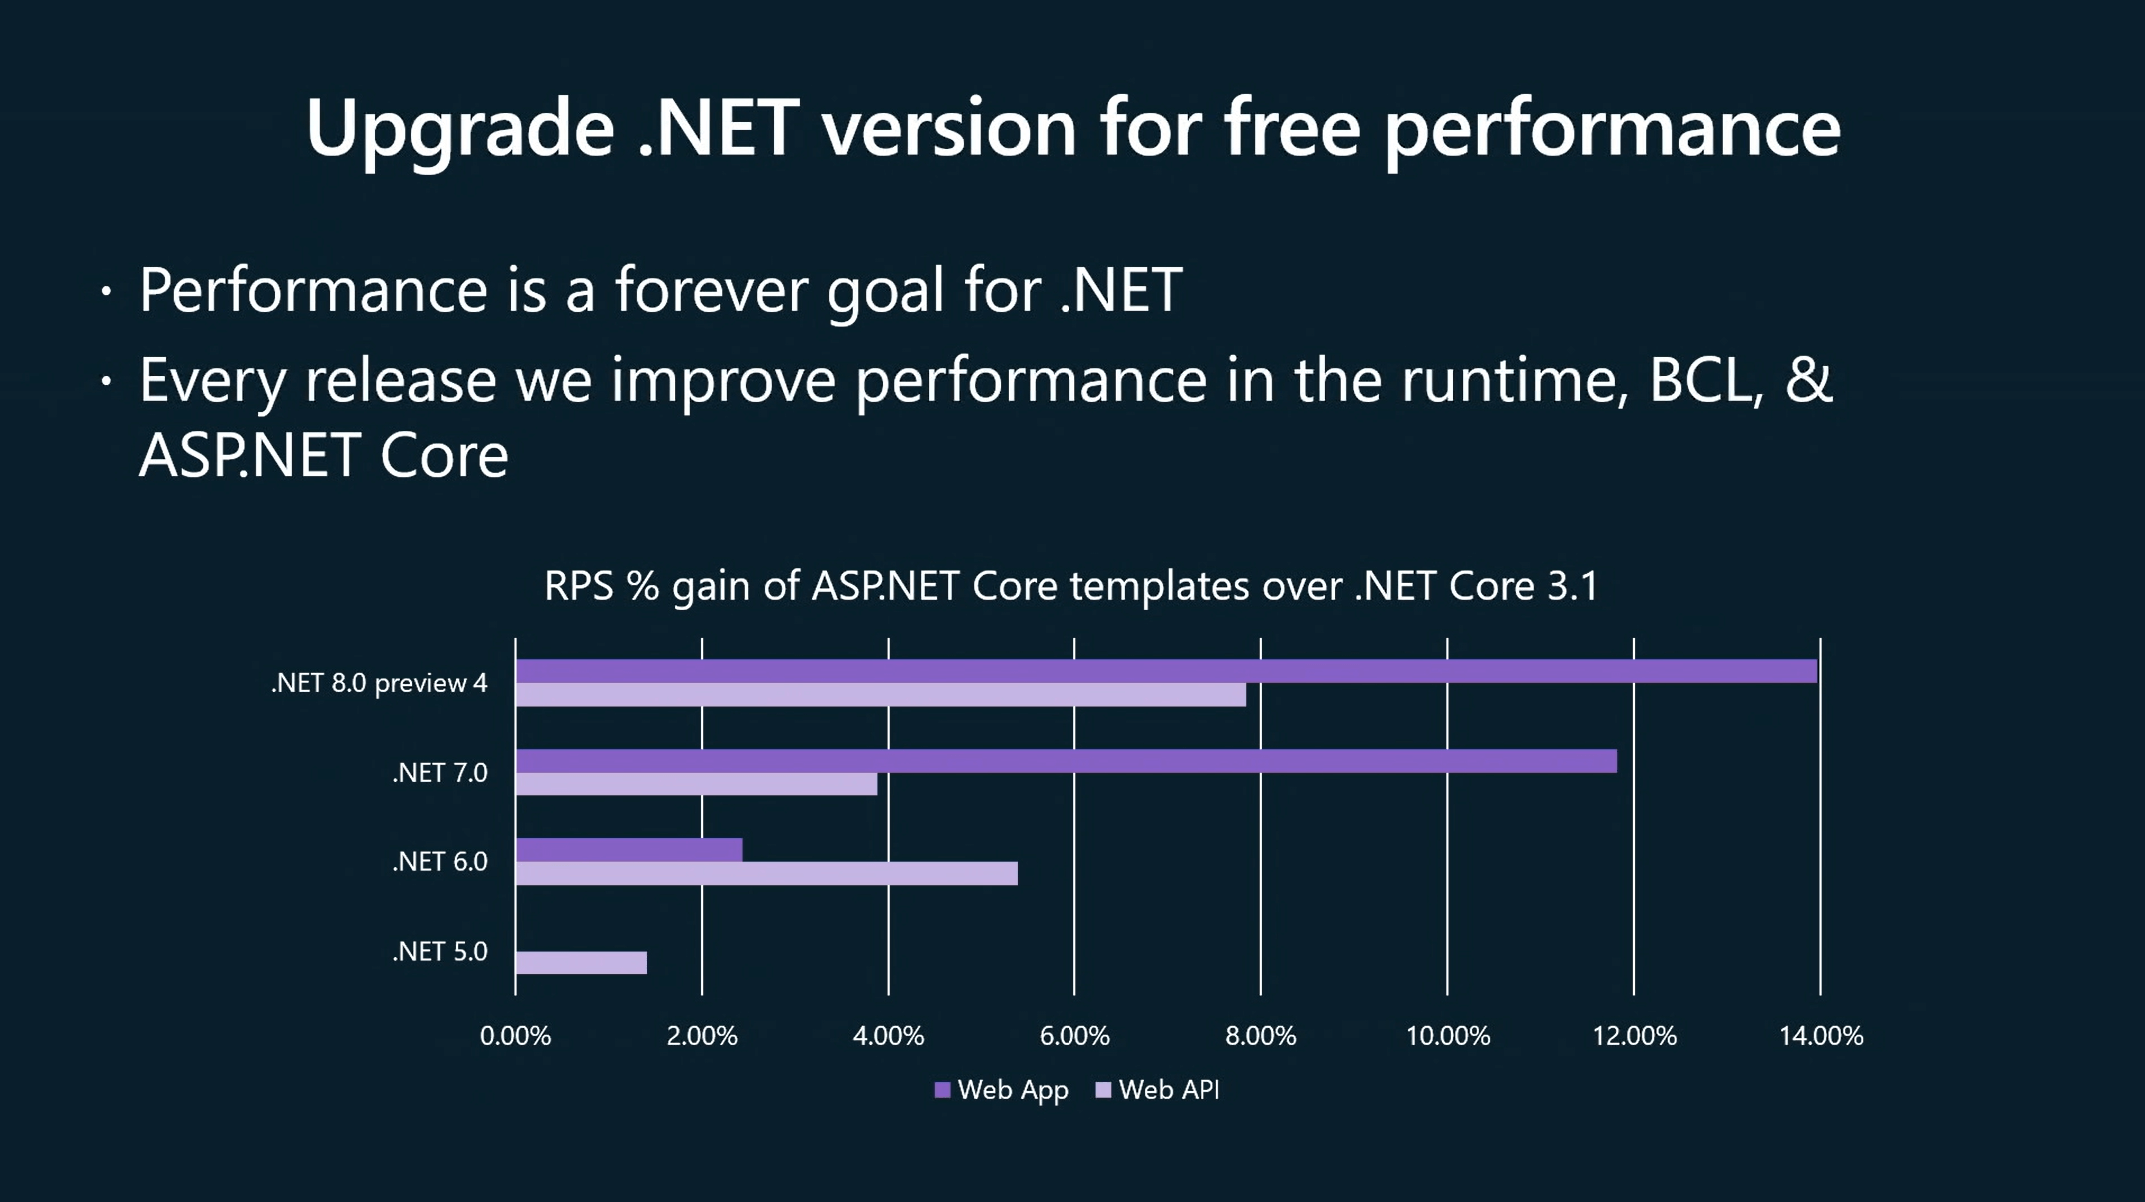 Upgrade .NET version for free performance
· Performance is a forever goal for .NET
· Every release we improve performance in the runtime, BCL, &
ASP.NET Core
RPS % gain of ASP.NET Core templates over .NET Core 3.1
.NET 8.0 preview 4
.NET 7.0
.NET 6.0
.NET 5.0
0.00% 2.00% 4.00% 6.00% 8.00% 10.00% 12.00% 14.00%
Web App Web API